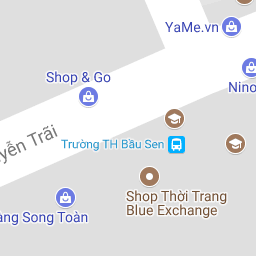 YaMe.vn
Shop & Go
Nino
yễn Trãi
Trường TH Bầu Sen
Shop Thời Trang
Blue Exchange
ang Song Toàn